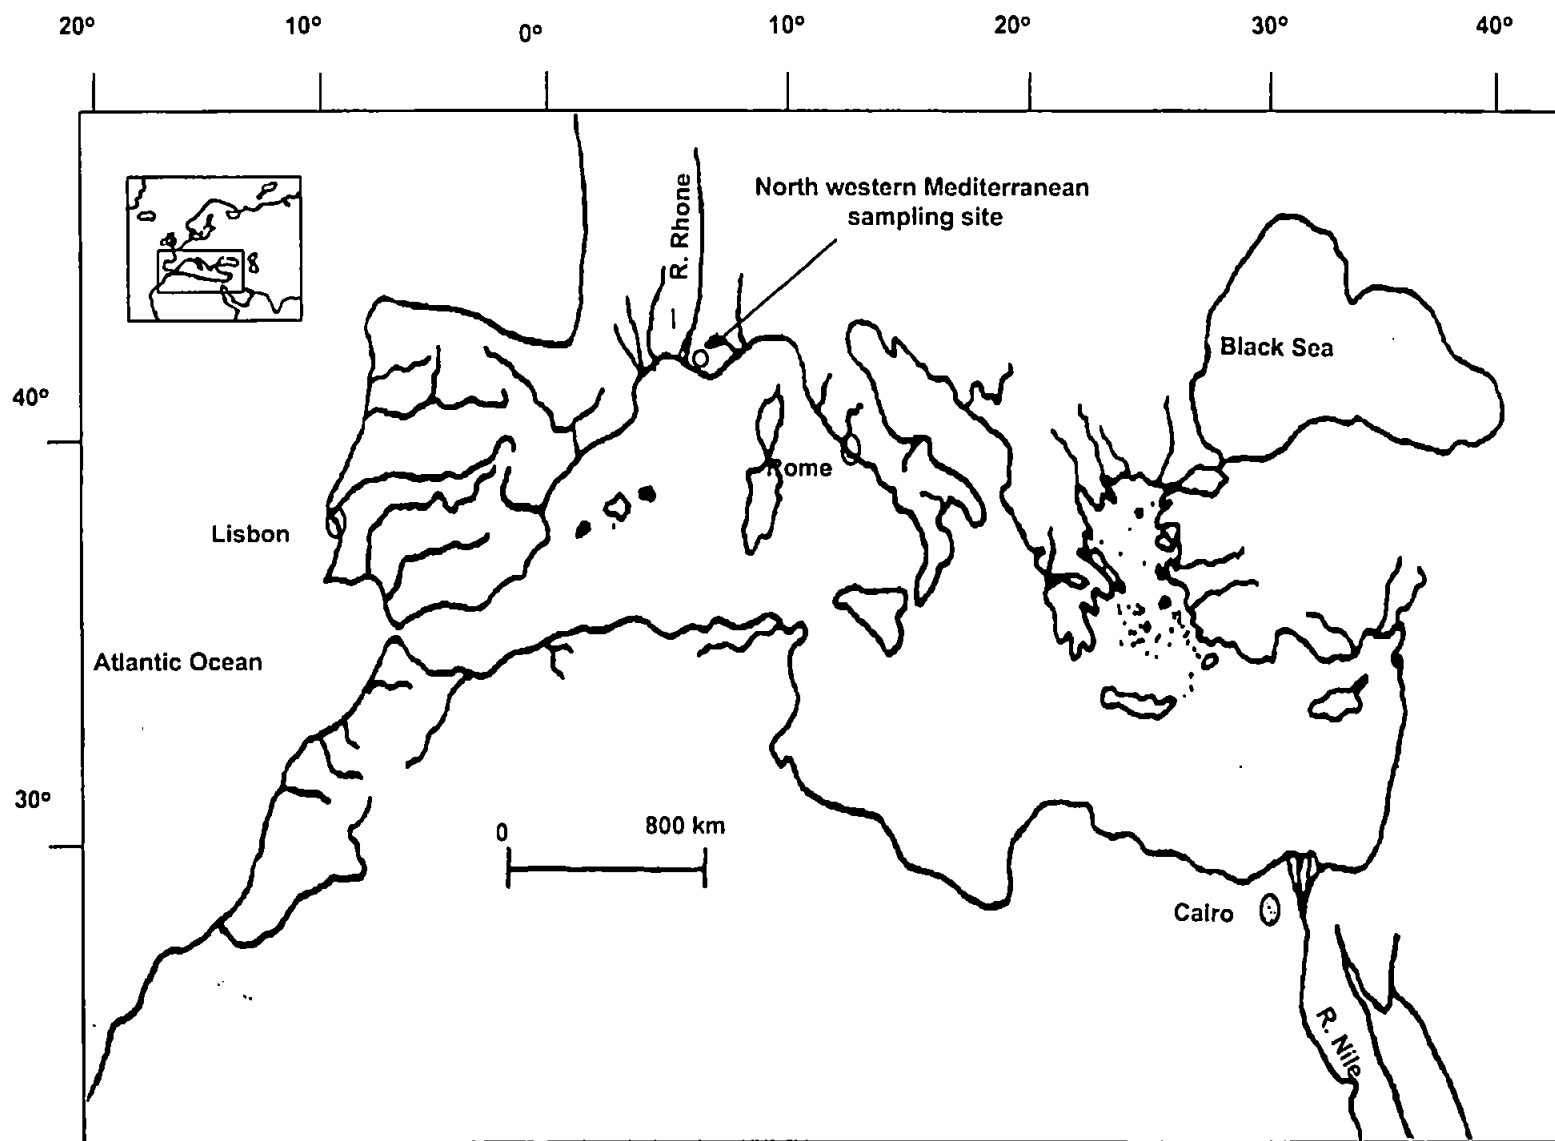 20° 10° 0° 10° 20° 30° 40°
North western Mediterranean
sampling site
R. Rhone
Black Sea
40°
Rome
Lisbon
Atlantic Ocean
30°
0 800 km
Cairo
R. Nile